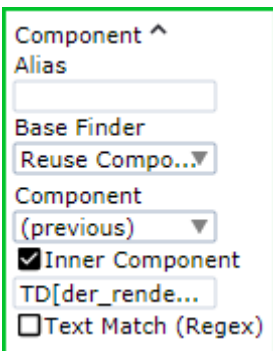 Component ^
Alias
Base Finder
Reuse Compo...
Component
(previous)
Inner Component
TD[der_rende...
Text Match (Regex)